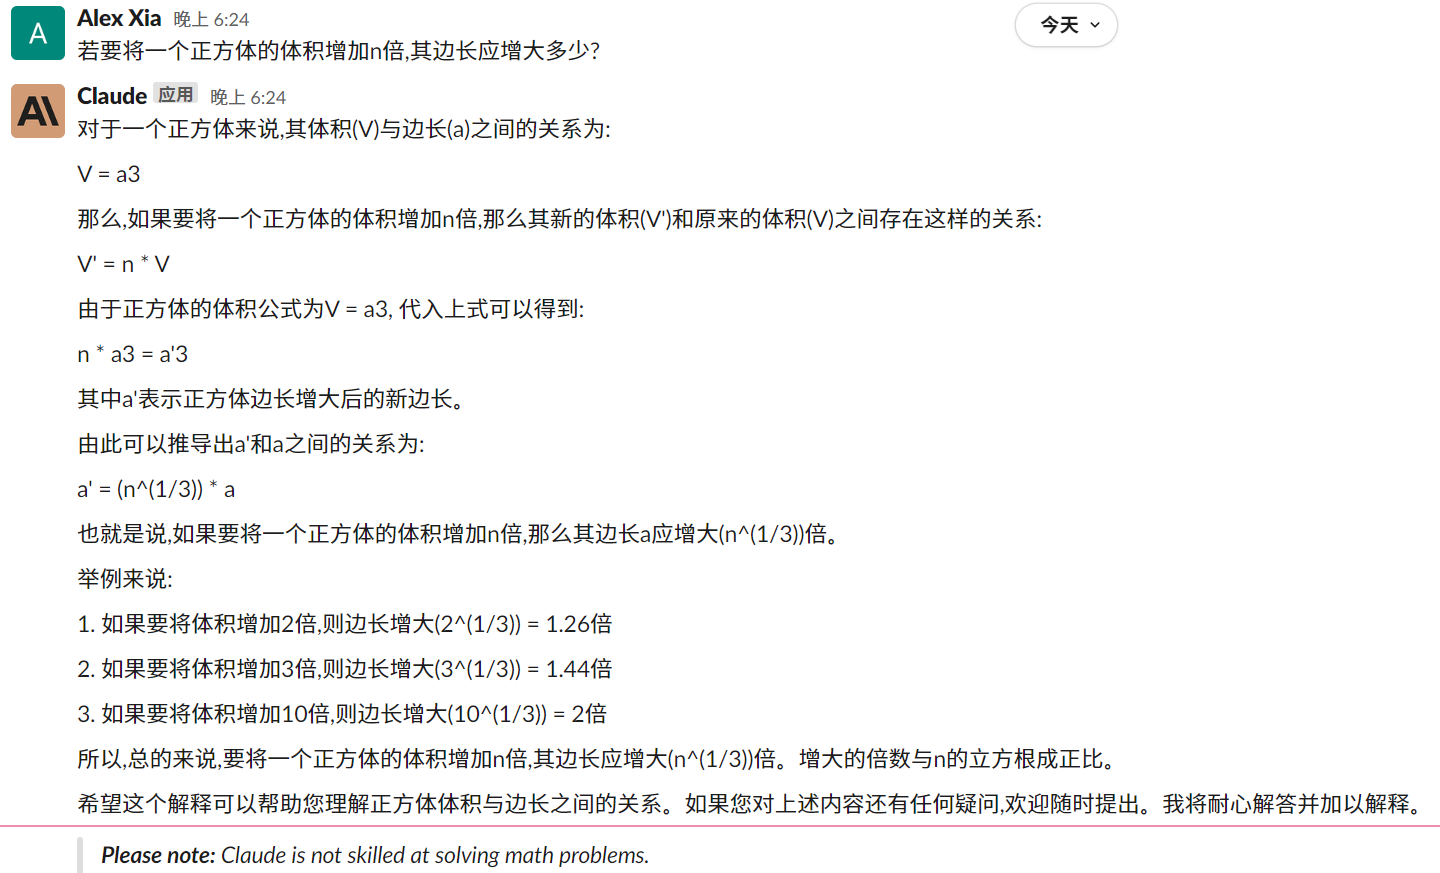 Alex Xia 晚上 6:24
今天
若要将一个正方体的体积增加n倍,其边长应增大多少?
Claude 应用 晚上 6:24
对于一个正方体来说,其体积(V)与边长(a)之间的关系为:
V = a3
那么,如果要将一个正方体的体积增加n倍,那么其新的体积(V')和原来的体积(V)之间存在这样的关系:
V' = n * V
由于正方体的体积公式为V = a3, 代入上式可以得到:
n * a3 = a'3
其中a'表示正方体边长增大后的新边长。
由此可以推导出a'和a之间的关系为:
a' = (n^(1/3)) * a
也就是说,如果要将一个正方体的体积增加n倍,那么其边长a应增大(n^(1/3))倍。
举例来说:
1. 如果要将体积增加2倍,则边长增大(2^(1/3)) = 1.26倍
2. 如果要将体积增加3倍,则边长增大(3^(1/3)) = 1.44倍
3. 如果要将体积增加10倍,则边长增大(10^(1/3)) = 2倍
所以,总的来说,要将一个正方体的体积增加n倍,其边长应增大(n^(1/3))倍。增大的倍数与n的立方根成正比。
希望这个解释可以帮助您理解正方体体积与边长之间的关系。如果您对上述内容还有任何疑问,欢迎随时提出。我将耐心解答并加以解释。
Please note: Claude is not skilled at solving math problems.